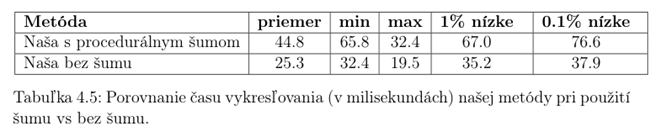 Metóda priemer min max 1% nízke 0.1% nízke
Naša s procedurálnym šumom 44.8 65.8 32.4 67.0 76.6
Naša bez šumu 25.3 32.4 19.5 35.2 37.9
Tabuľka 4.5: Porovnanie času vykresľovania (v milisekundách) našej metódy pri použití
šumu vs bez šumu.